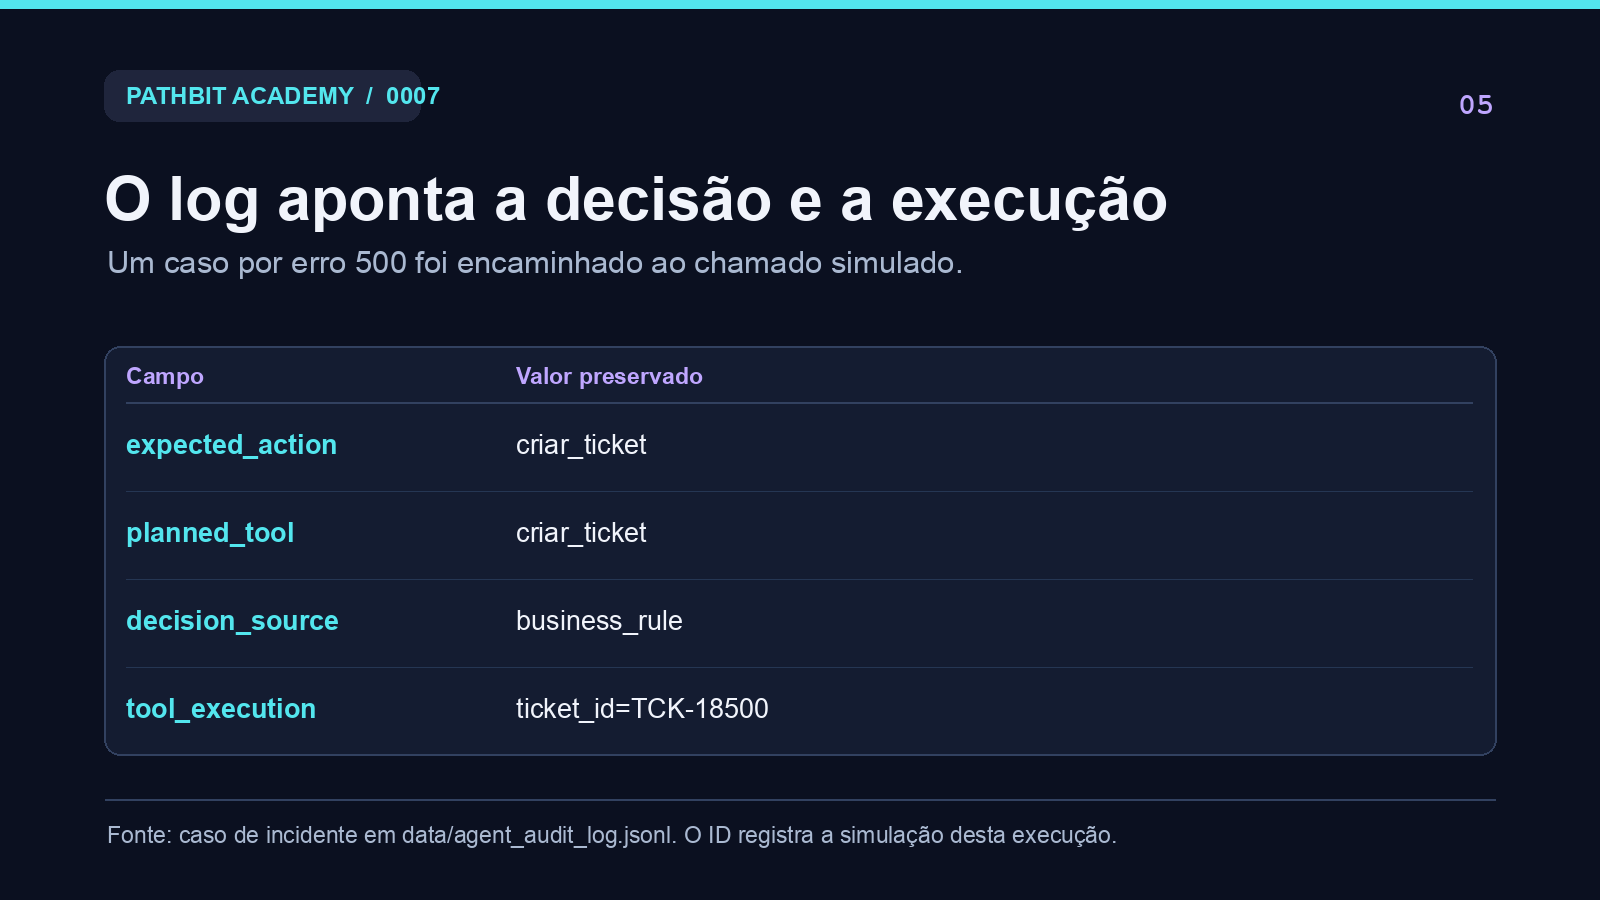 PATHBIT ACADEMY / 0007
05
O log aponta a decisão e a execução
Um caso por erro 500 foi encaminhado ao chamado simulado.
Campo Valor preservado
expected_action criar_ticket
planned_tool criar_ticket
decision_source business_rule
tool_execution ticket_id=TCK-18500
Fonte: caso de incidente em data/agent_audit_log.jsonl. O ID registra a simulação desta execução.